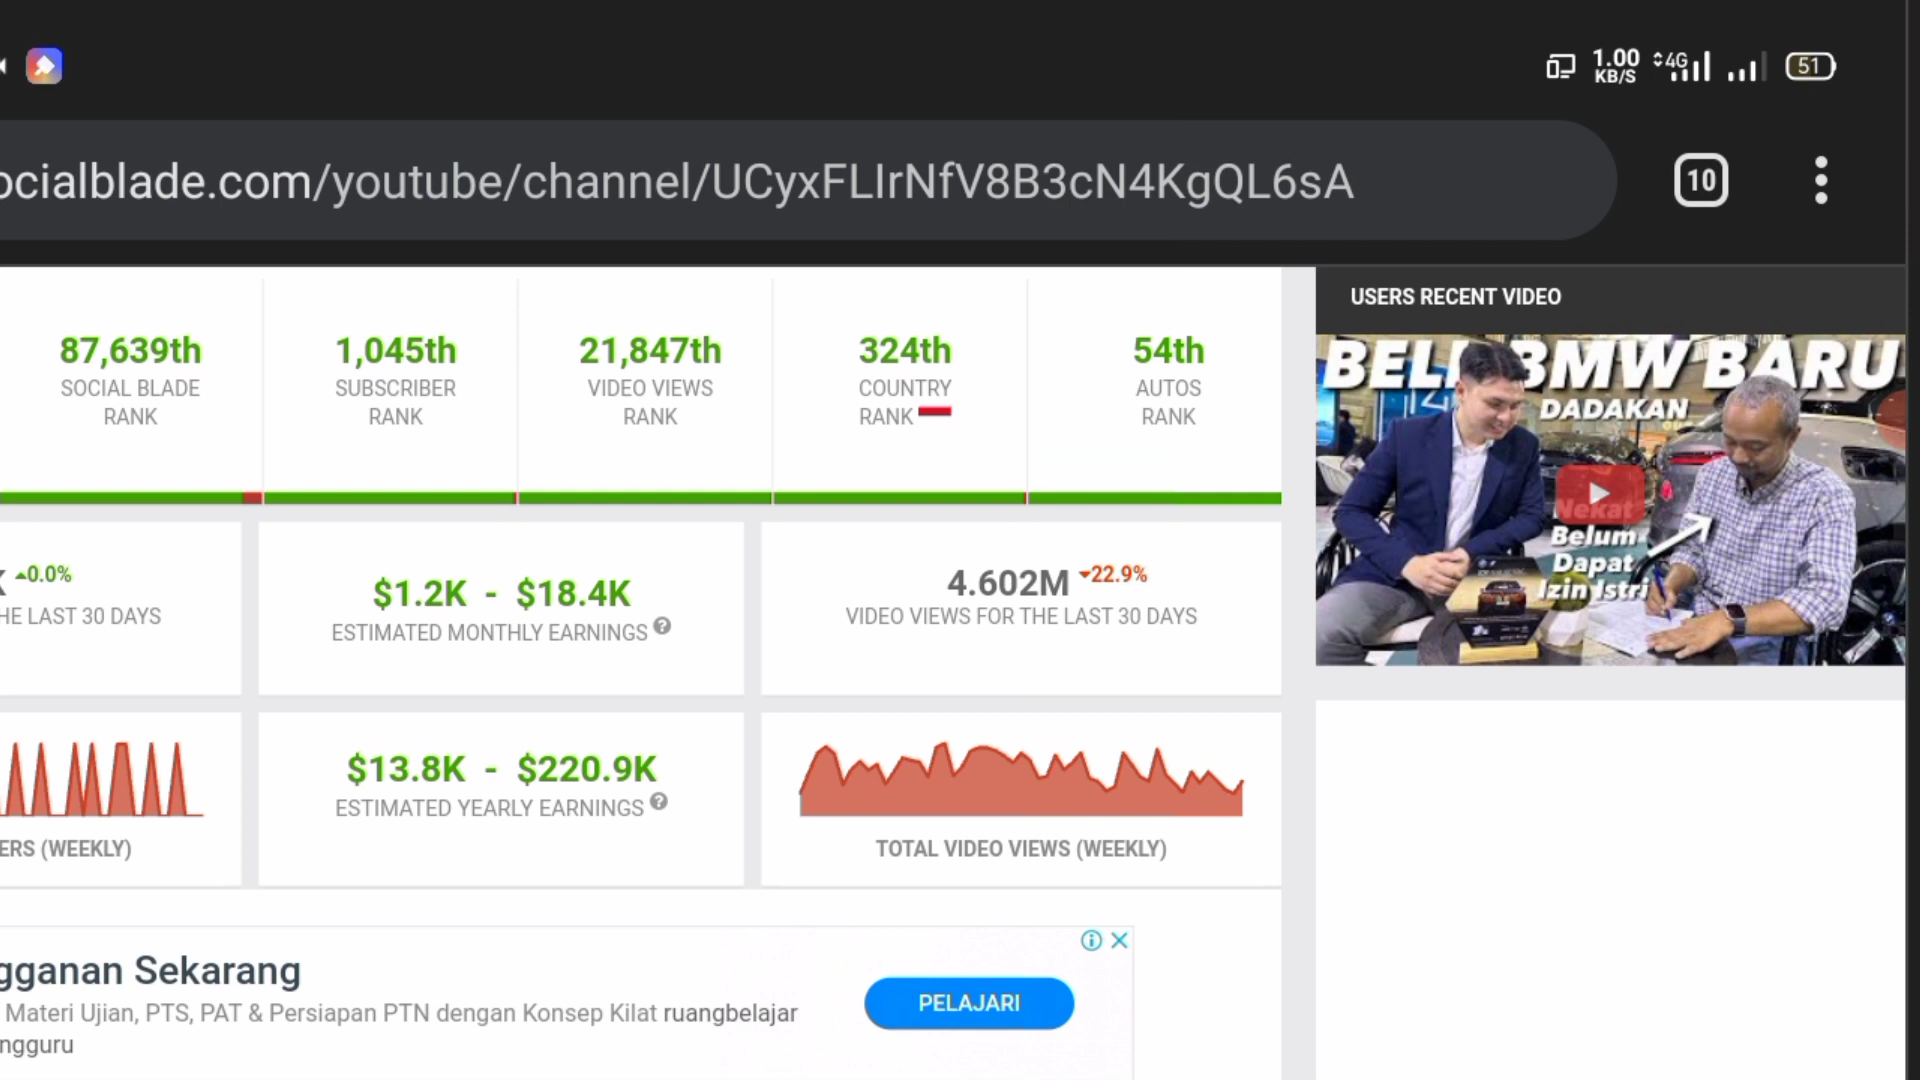 1.00
KB/S
4G
51
ocialblade.com/youtube/channel/UCyxFLIrNfV8B3cN4KgQL6sA
10
87,639th
SOCIAL BLADE
RANK
1,045th
SUBSCRIBER
RANK
21,847th
VIDEO VIEWS
RANK
324th
COUNTRY
RANK
54th
AUTOS
RANK
USERS RECENT VIDEO
BELI BMW BARU
DADAKAN
Nekat
Belum
Dapat
Izin Istri
K 0.0%
HE LAST 30 DAYS
$1.2K - $18.4K
ESTIMATED MONTHLY EARNINGS ?
4.602M 22.9%
VIDEO VIEWS FOR THE LAST 30 DAYS
ERS (WEEKLY)
$13.8K - $220.9K
ESTIMATED YEARLY EARNINGS ?
TOTAL VIDEO VIEWS (WEEKLY)
gganan Sekarang
Materi Ujian, PTS, PAT & Persiapan PTN dengan Konsep Kilat ruangbelajar
ngguru
PELAJARI